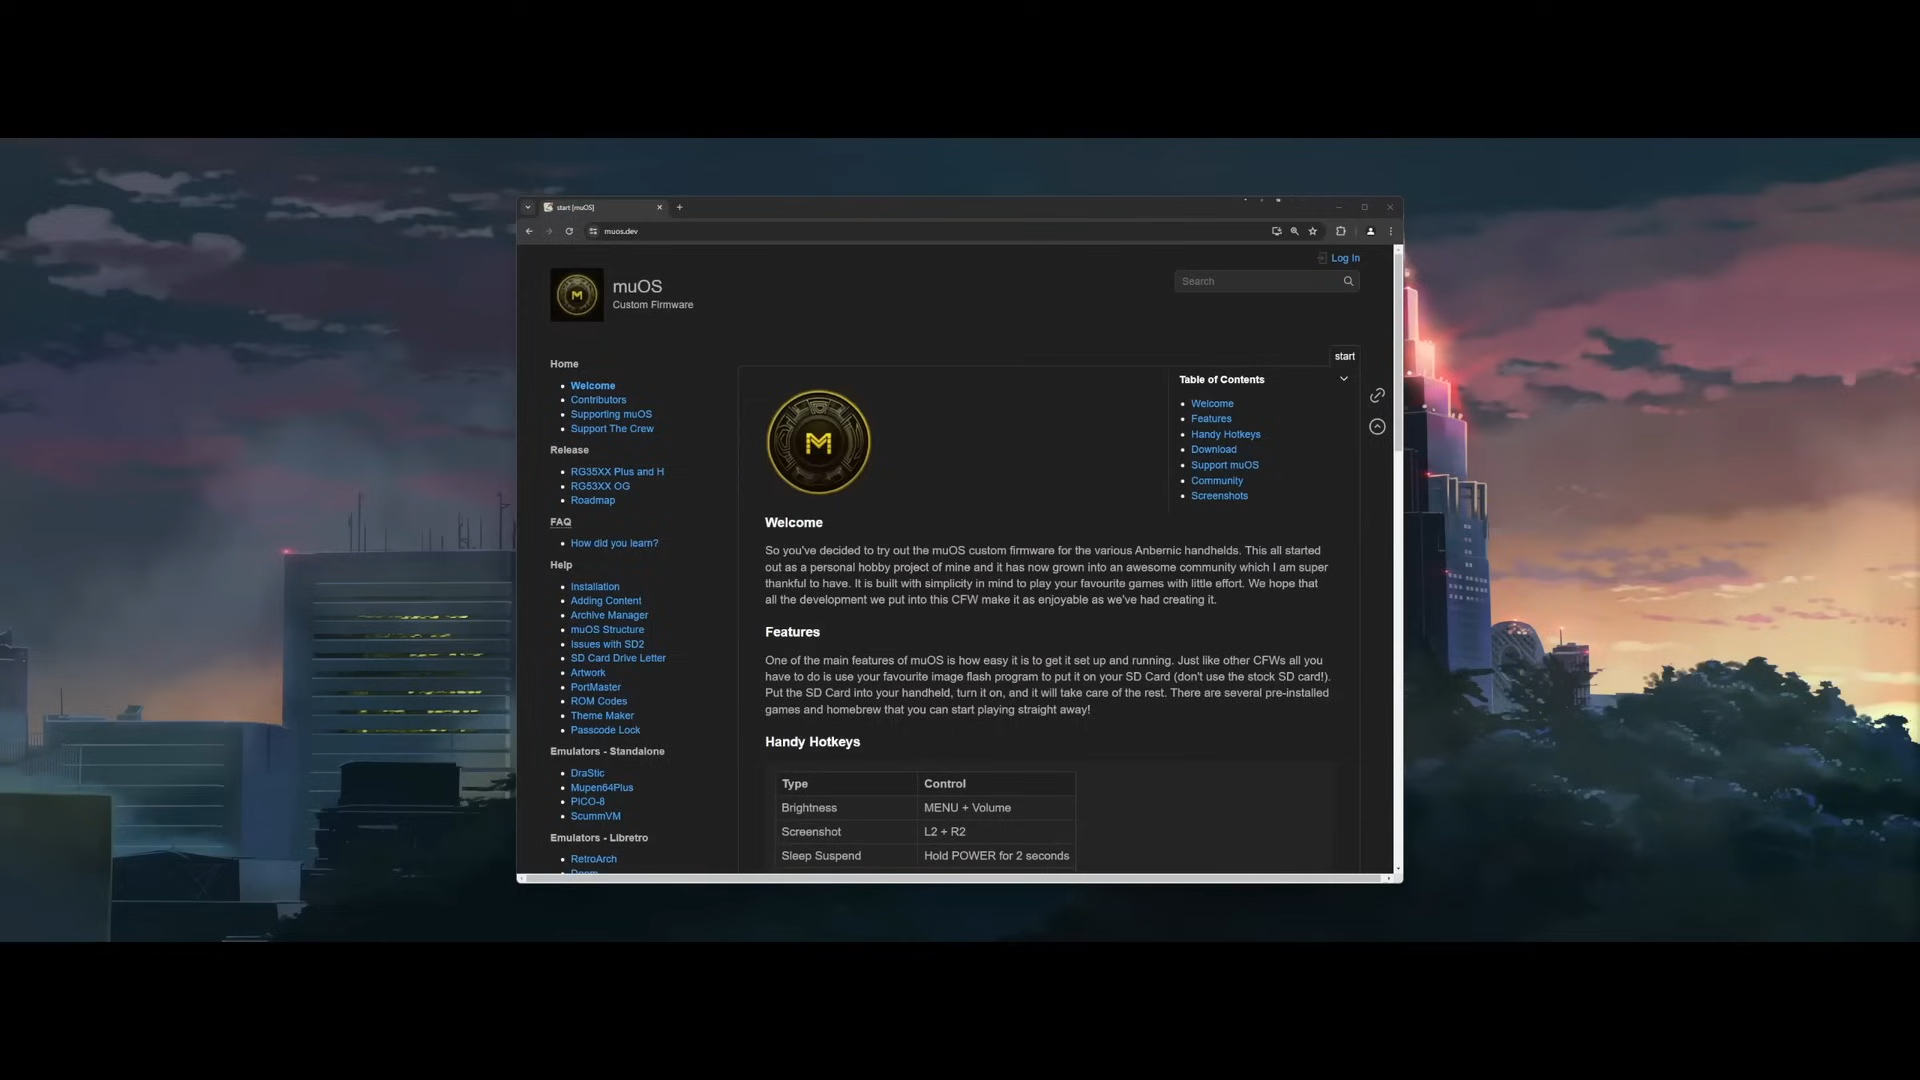 start [muOS]
muos.dev
Log In
muOS
Custom Firmware
Search
start
Home
Welcome
Contributors
Supporting muOS
Support The Crew
Release
RG35XX Plus and H
RG53XX OG
Roadmap
FAQ
How did you learn?
Help
Installation
Adding Content
Archive Manager
muOS Structure
Issues with SD2
SD Card Drive Letter
Artwork
PortMaster
ROM Codes
Theme Maker
Passcode Lock
Emulators - Standalone
DraStic
Mupen64Plus
PICO-8
ScummVM
Emulators - Libretro
RetroArch
M
Table of Contents
Welcome
Features
Handy Hotkeys
Download
Support muOS
Community
Screenshots
Welcome
So you've decided to try out the muOS custom firmware for the various Anbernic handhelds. This all started
out as a personal hobby project of mine and it has now grown into an awesome community which I am super
thankful to have. It is built with simplicity in mind to play your favourite games with little effort. We hope that
all the development we put into this CFW make it as enjoyable as we've had creating it.
Features
One of the main features of muOS is how easy it is to get it set up and running. Just like other CFWs all you
have to do is use your favourite image flash program to put it on your SD Card (don't use the stock SD card!).
Put the SD Card into your handheld, turn it on, and it will take care of the rest. There are several pre-installed
games and homebrew that you can start playing straight away!
Handy Hotkeys
Type Control
Brightness MENU + Volume
Screenshot L2 + R2
Sleep Suspend Hold POWER for 2 seconds